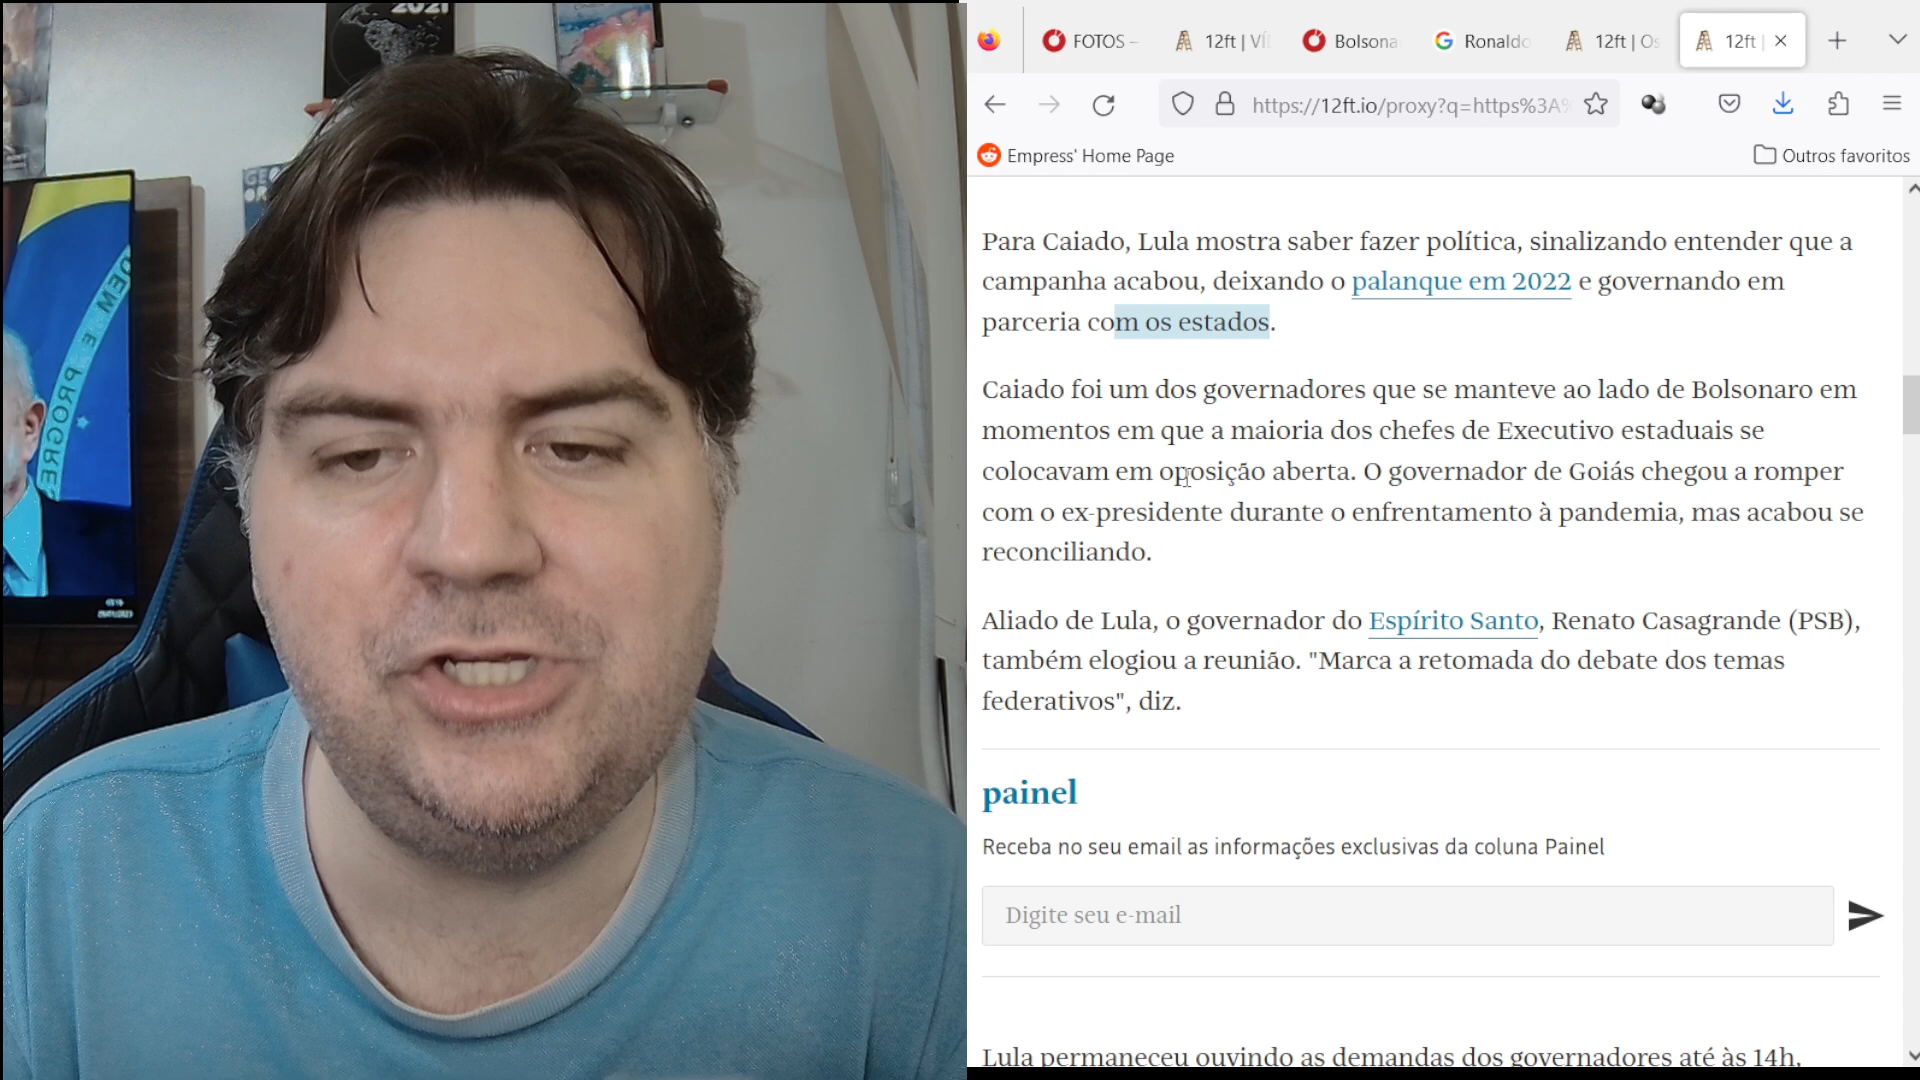 2021
GE
OR
DEM E PROGRE
FOTOS –
12ft | VÍ
Bolsona
Ronaldo
12ft | Os
12ft |
https://12ft.io/proxy?q=https%3A%
Empress' Home Page
Outros favoritos
Para Caiado, Lula mostra saber fazer política, sinalizando entender que a
campanha acabou, deixando o palanque em 2022 e governando em
parceria com os estados.
Caiado foi um dos governadores que se manteve ao lado de Bolsonaro em
momentos em que a maioria dos chefes de Executivo estaduais se
colocavam em oposição aberta. O governador de Goiás chegou a romper
com o ex-presidente durante o enfrentamento à pandemia, mas acabou se
reconciliando.
Aliado de Lula, o governador do Espírito Santo, Renato Casagrande (PSB),
também elogiou a reunião. "Marca a retomada do debate dos temas
federativos", diz.
painel
Receba no seu email as informações exclusivas da coluna Painel
Digite seu e-mail
Lula permaneceu ouvindo as demandas dos governadores até às 14h,